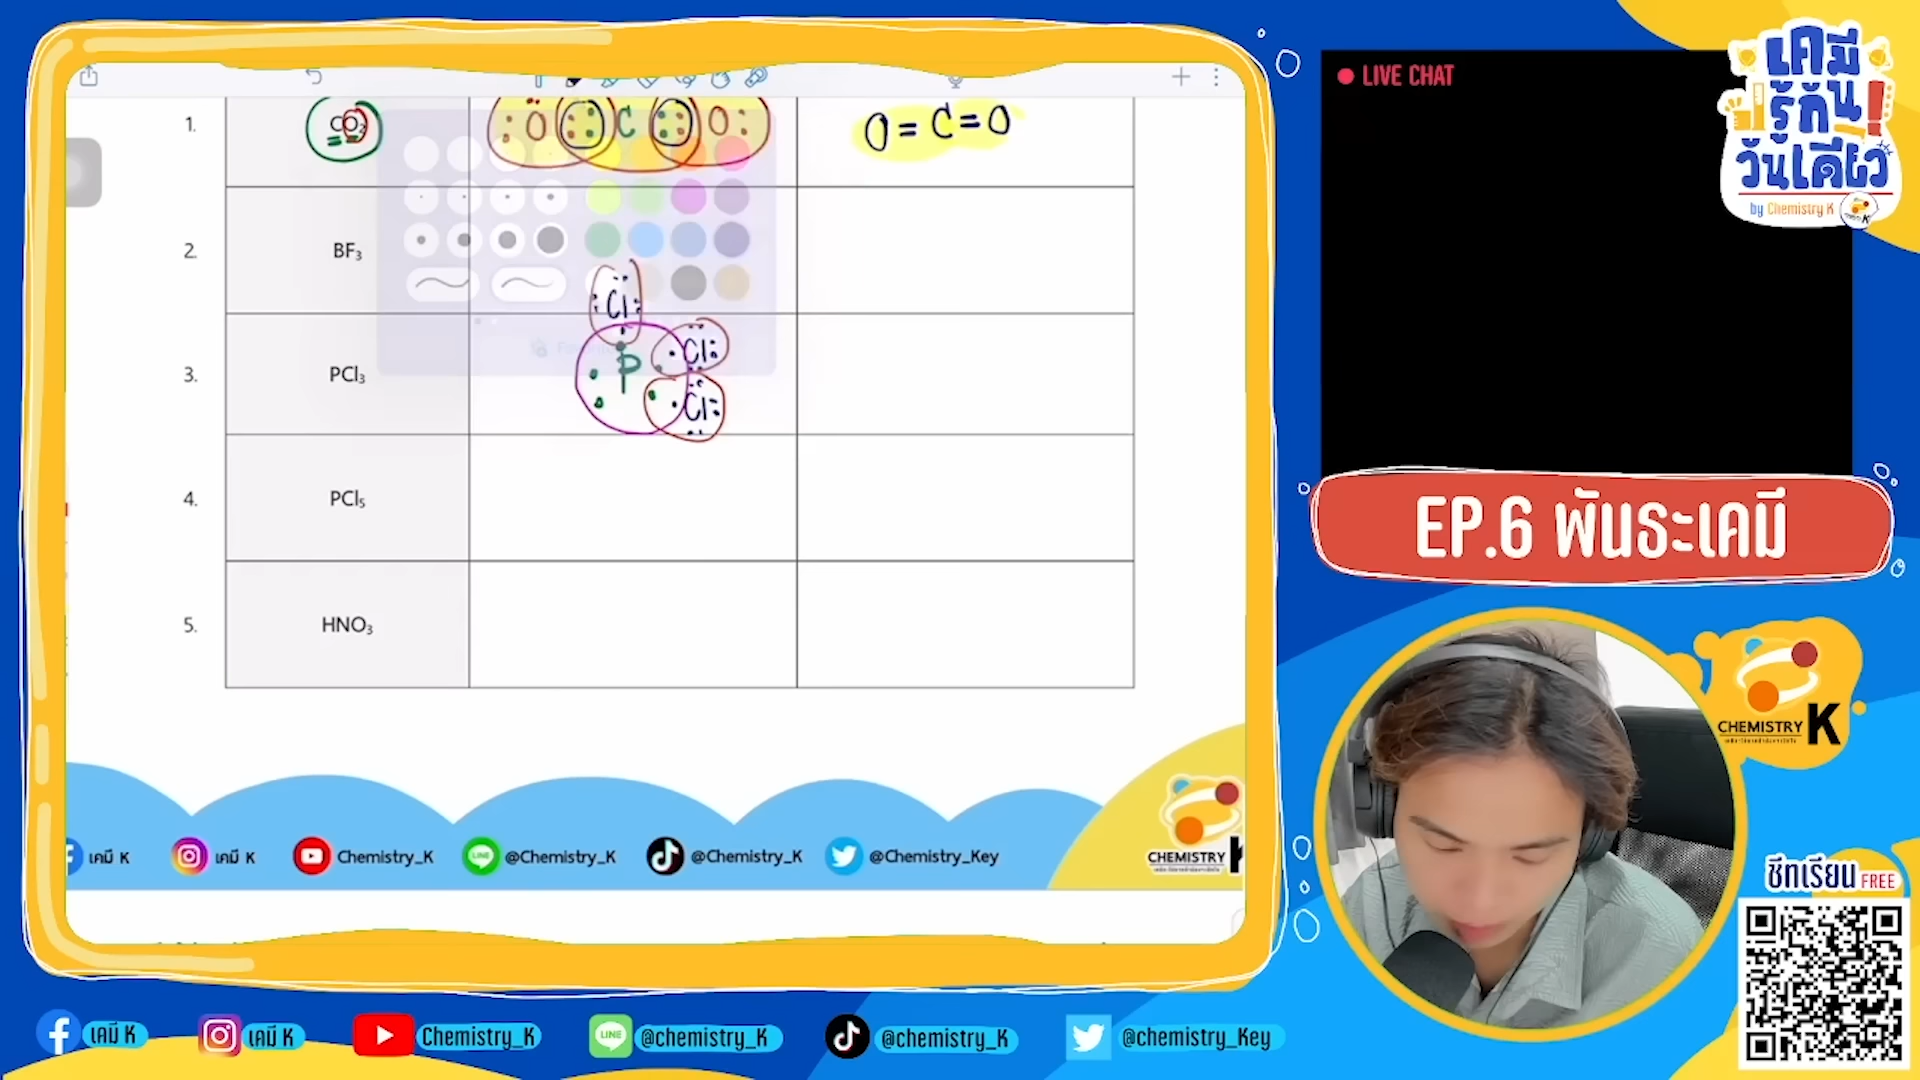 LIVE CHAT
เคมี
รู้กัน!
วันเดียว
by Chemistry K
1. CO₂ O C O O = C = O
2. BF₃
Cl
3. PCl₃ P Cl
Cl
4. PCl₅
5. HNO₃
EP.6 พันธะเคมี
CHEMISTRY K
เคมี K เคมี K Chemistry_K @Chemistry_K @Chemistry_K @Chemistry_Key
CHEMISTRY K
ชีทเรียน FREE
เคมี K เคมี K Chemistry_K @chemistry_K @chemistry_K @chemistry_Key